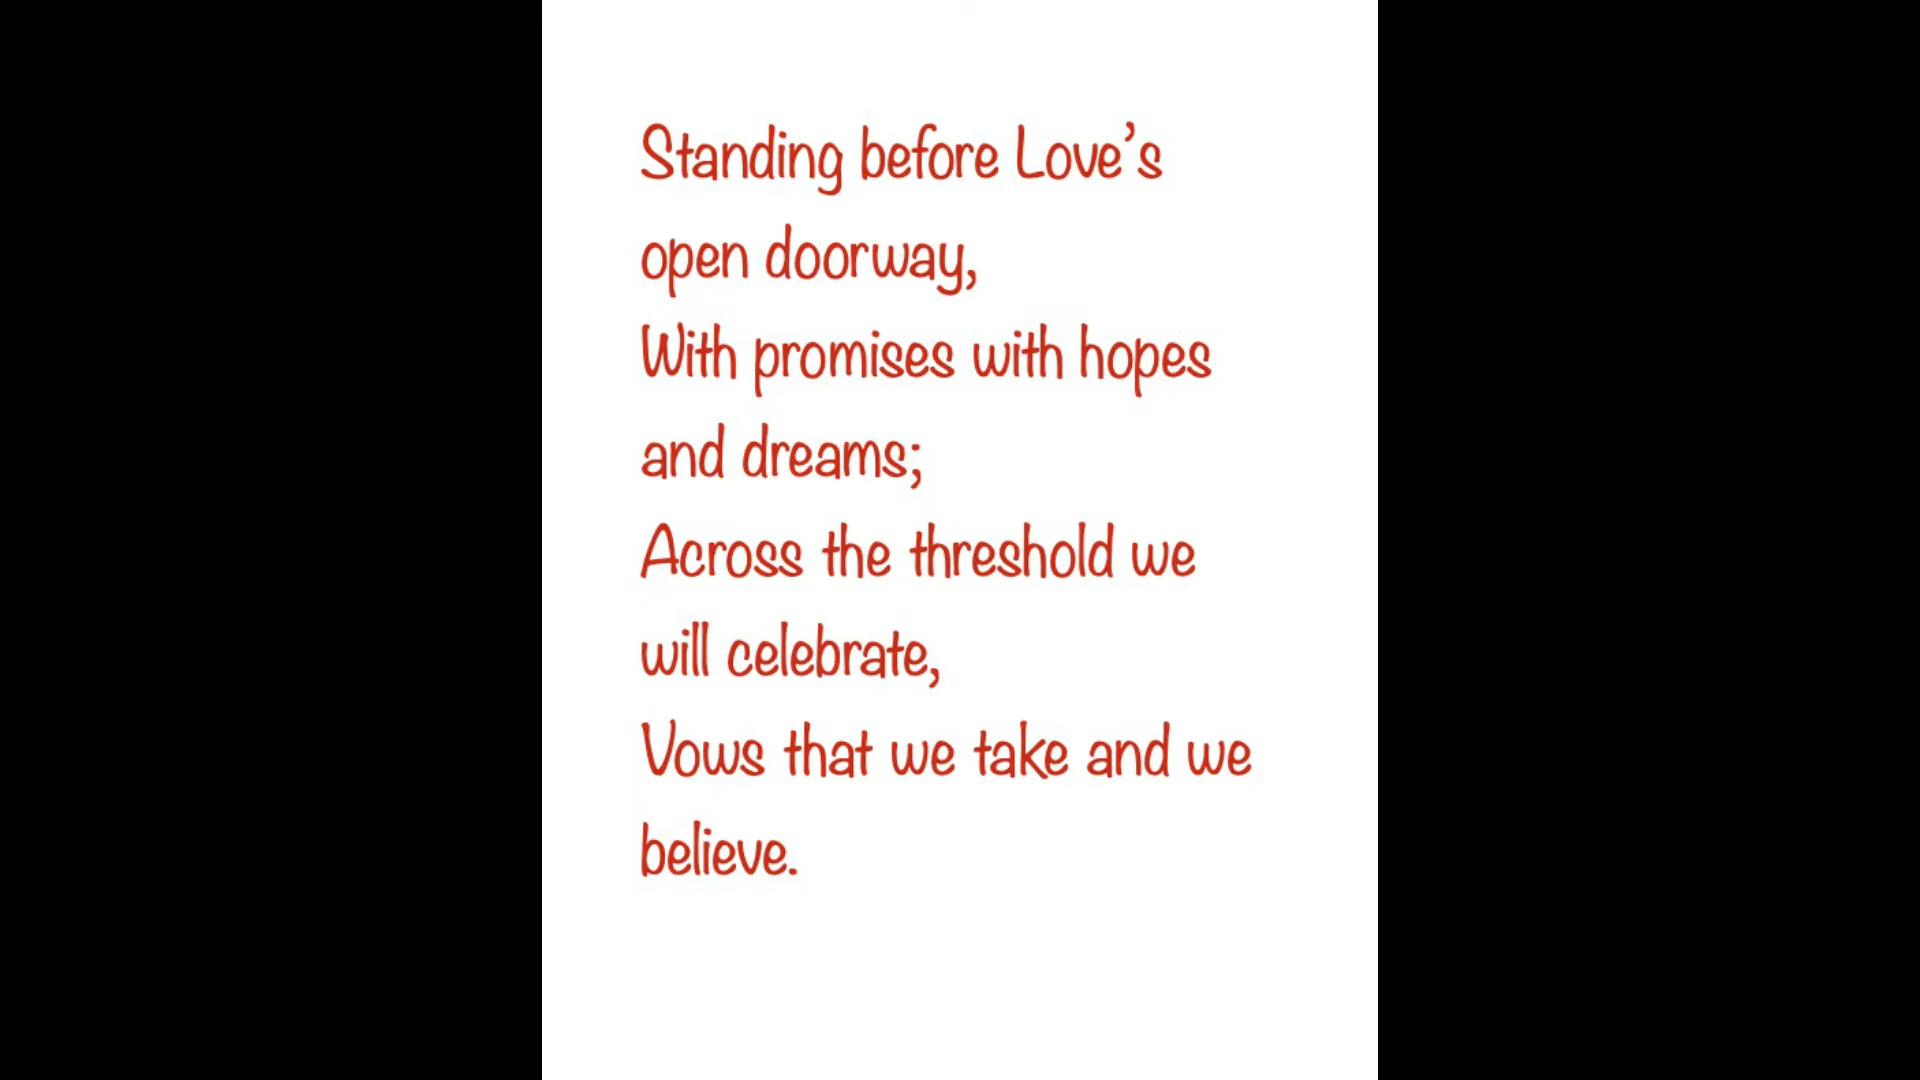 Standing before Love’s
open doorway,
With promises with hopes
and dreams;
Across the threshold we
will celebrate,
Vows that we take and we
believe.